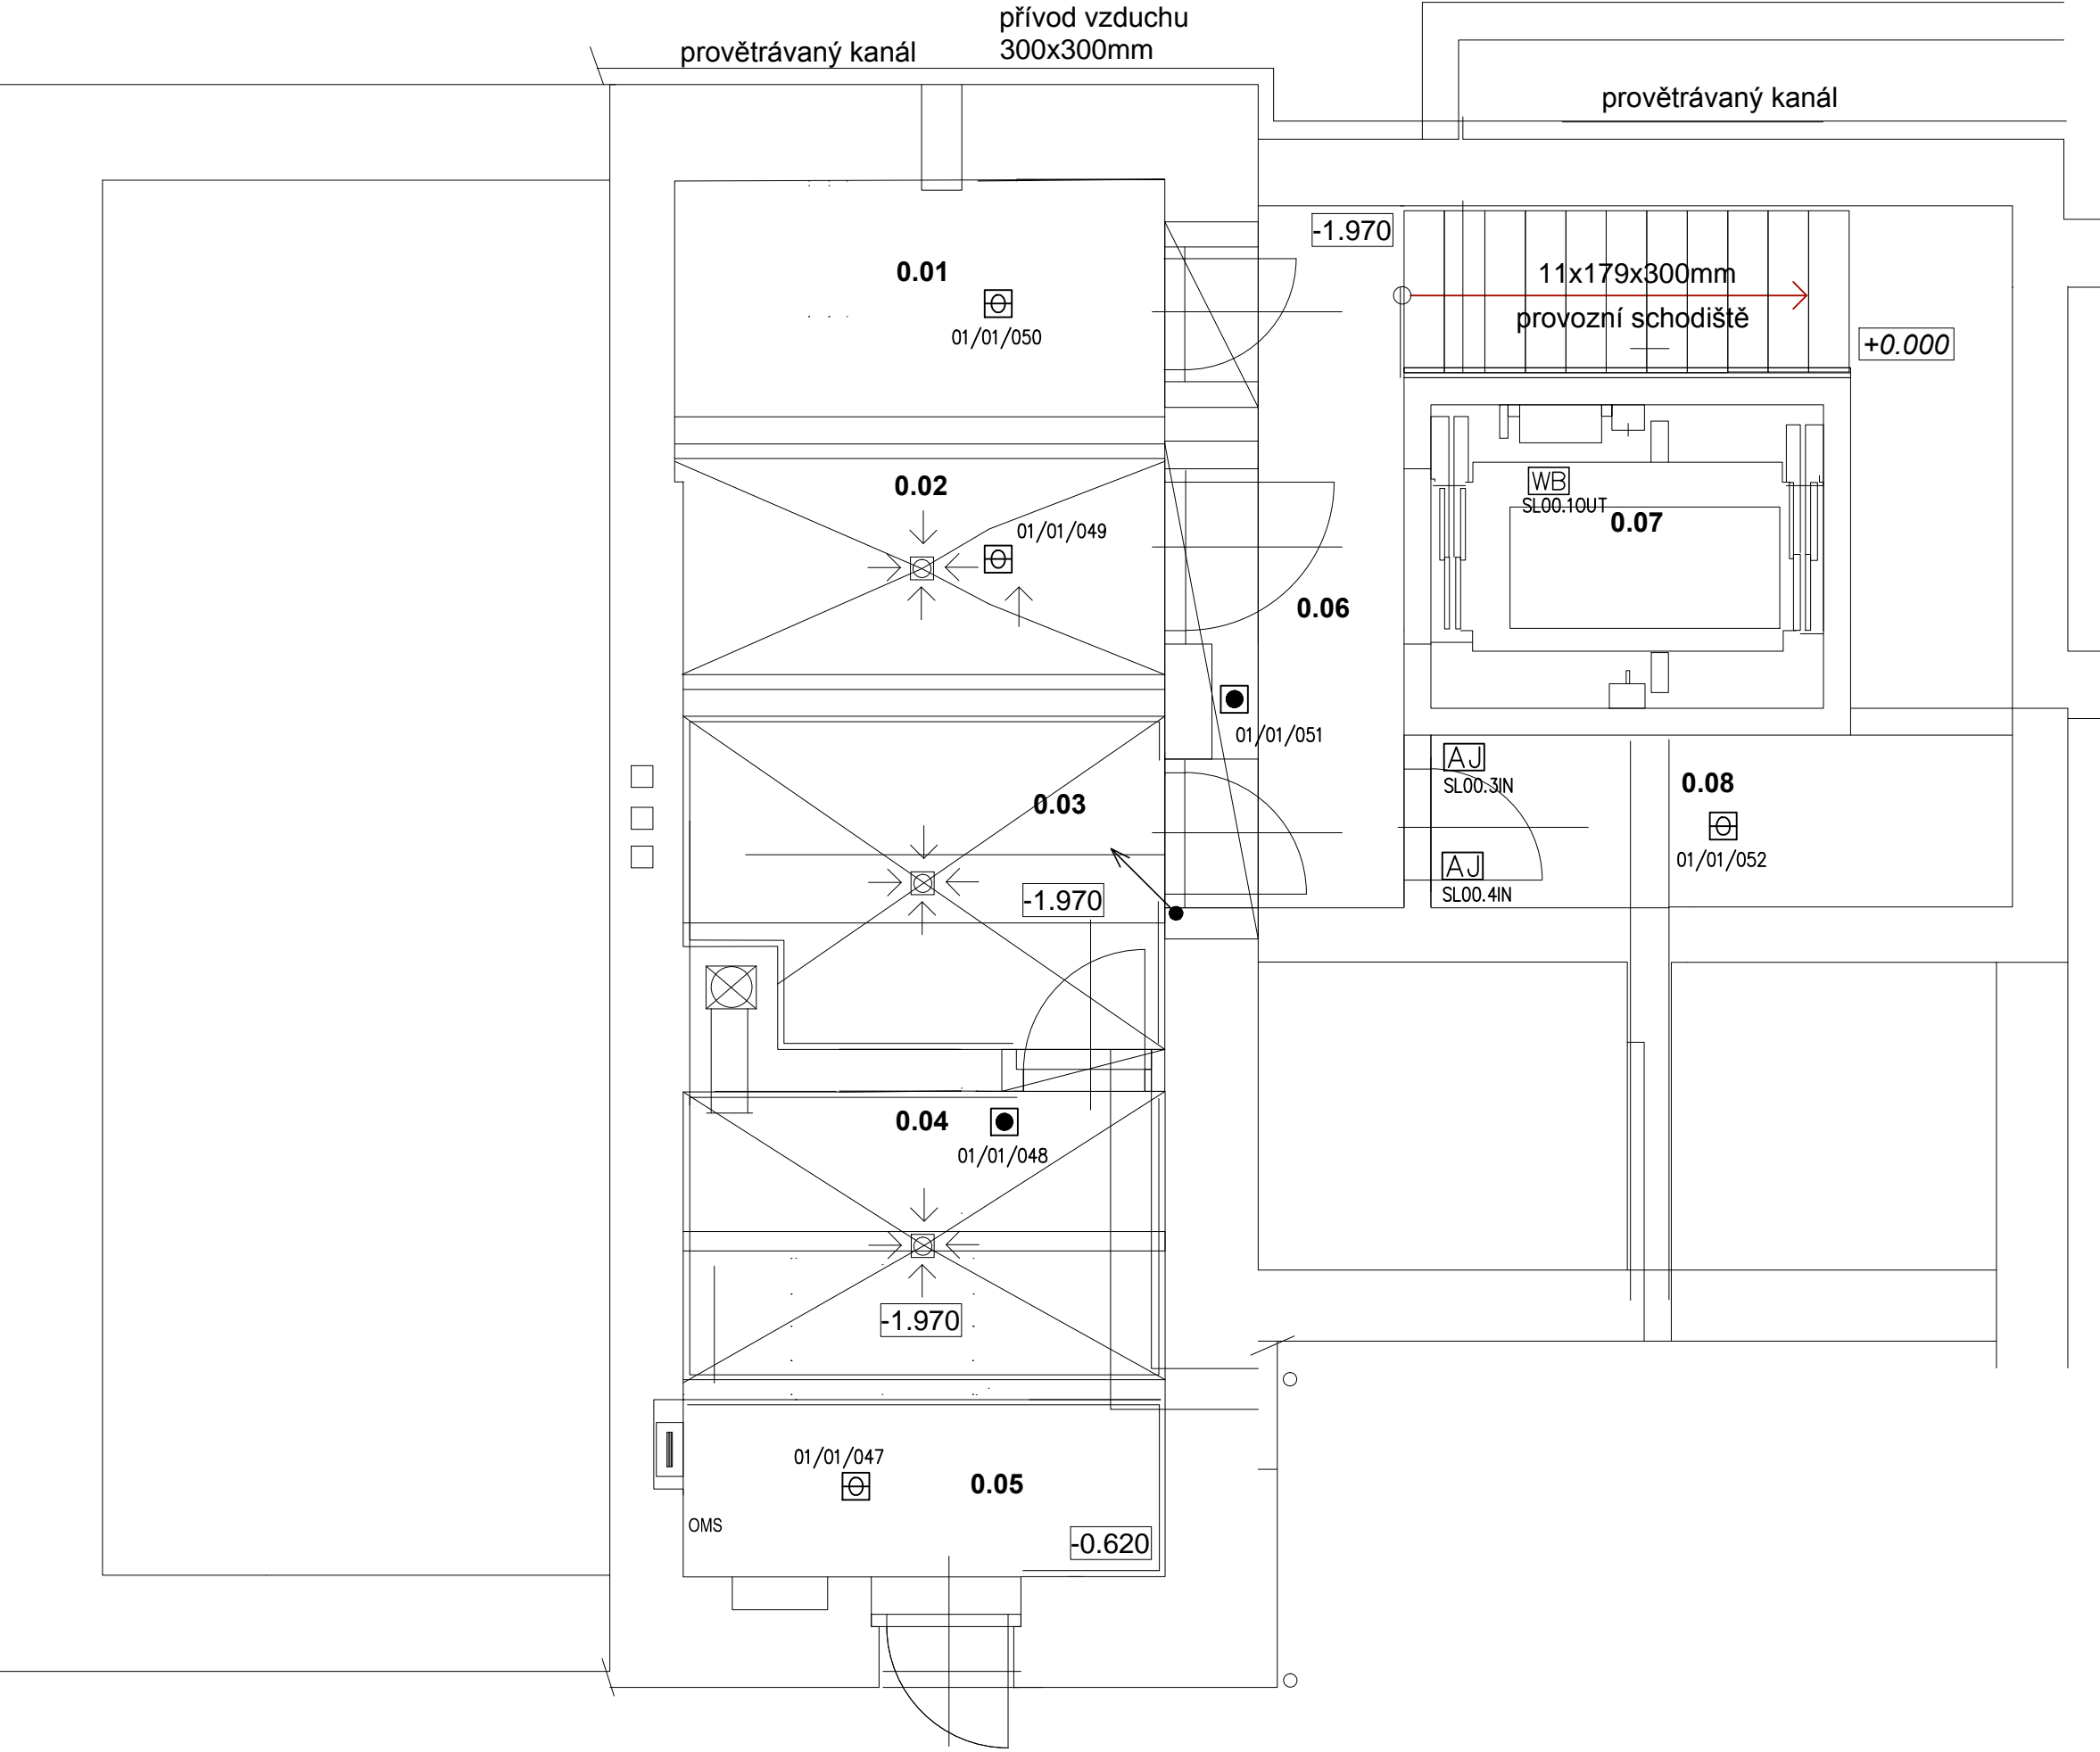 přívod vzduchu
300x300mm
provětrávaný kanál
provětrávaný kanál
-1.970
0.01
11x179x300mm
01/01/050
provozní schodiště
+0.000
0.02
WB
SL00.1OUT
01/01/049
0.07
0.06
01/01/051
AJ
SL00.3IN
0.08
0.03
01/01/052
AJ
SL00.4IN
-1.970
0.04
01/01/048
-1.970
01/01/047
0.05
OMS
-0.620